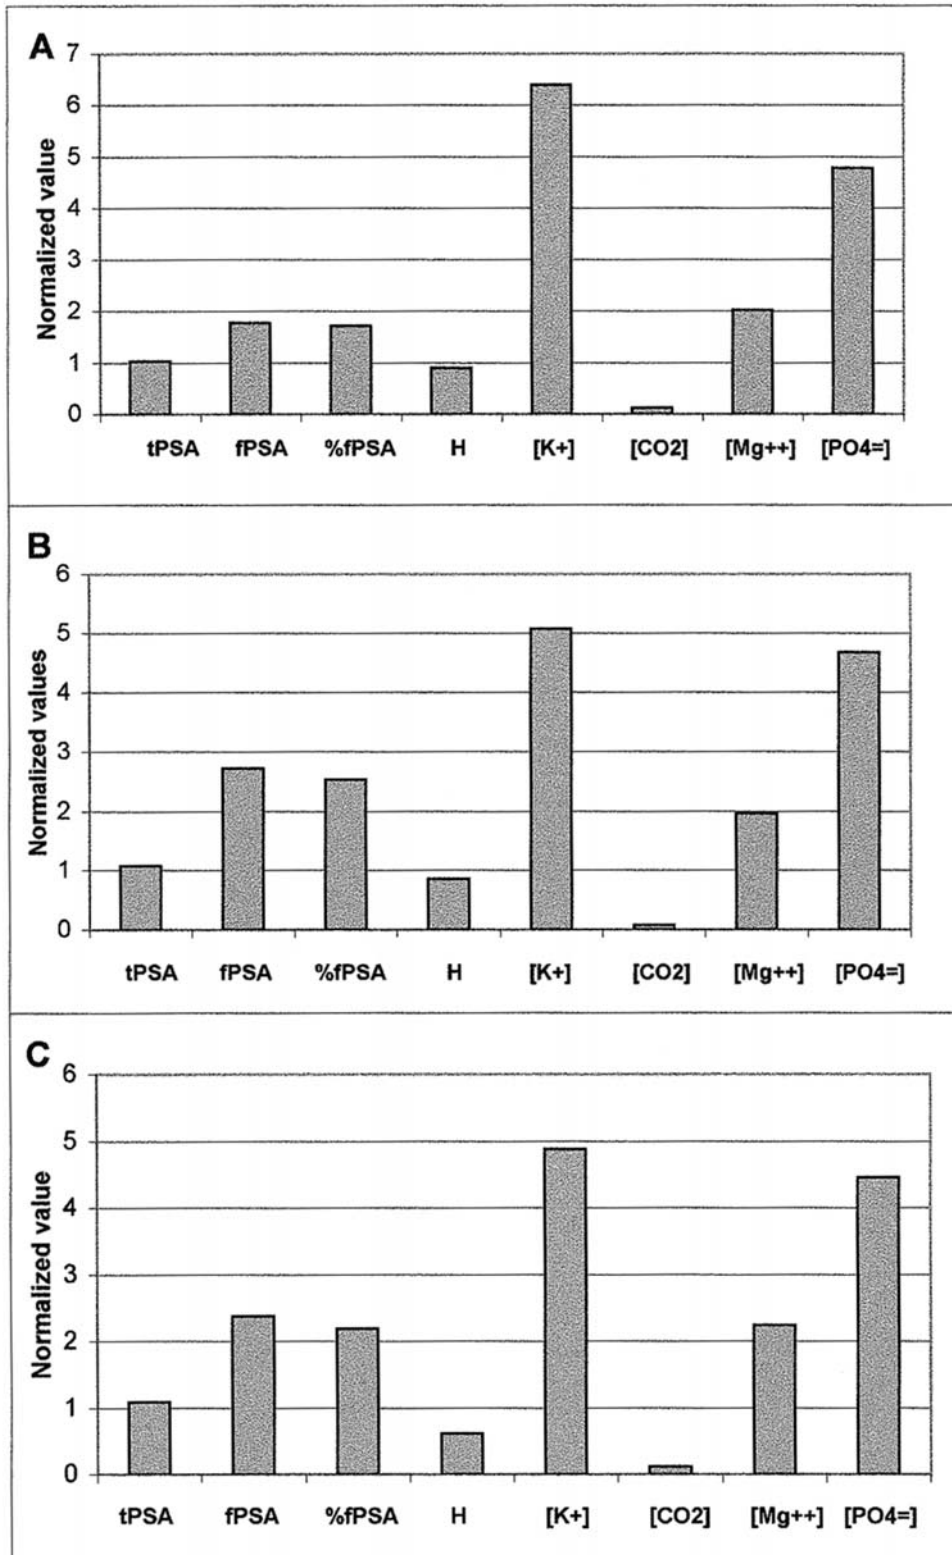 A
Normalized value
7
6
5
4
3
2
1
0
tPSA fPSA %fPSA H [K+] [CO2] [Mg++] [PO4=]
B
Normalized values
6
5
4
3
2
1
0
tPSA fPSA %fPSA H [K+] [CO2] [Mg++] [PO4=]
C
Normalized value
6
5
4
3
2
1
0
tPSA fPSA %fPSA H [K+] [CO2] [Mg++] [PO4=]